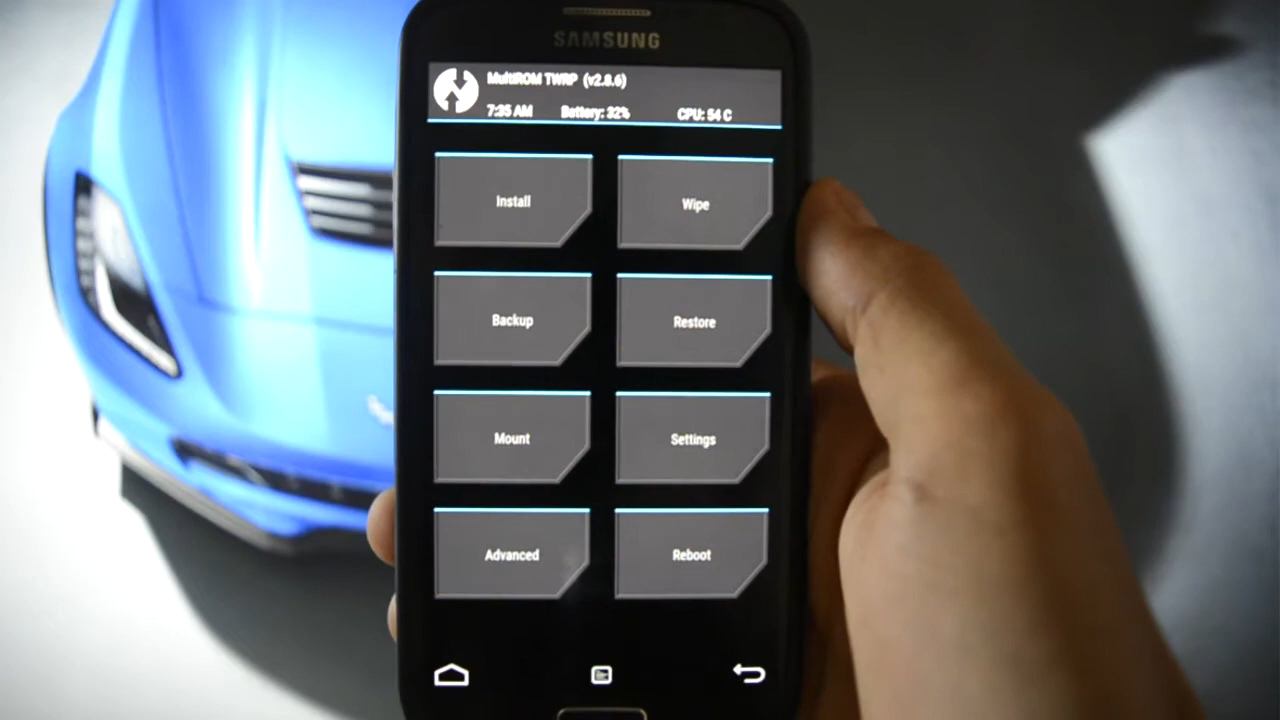 SAMSUNG
MultiROM TWRP (v2.8.6)
7:35 AM Battery: 32% CPU: 54 C
Install Wipe
Backup Restore
Mount Settings
Advanced Reboot